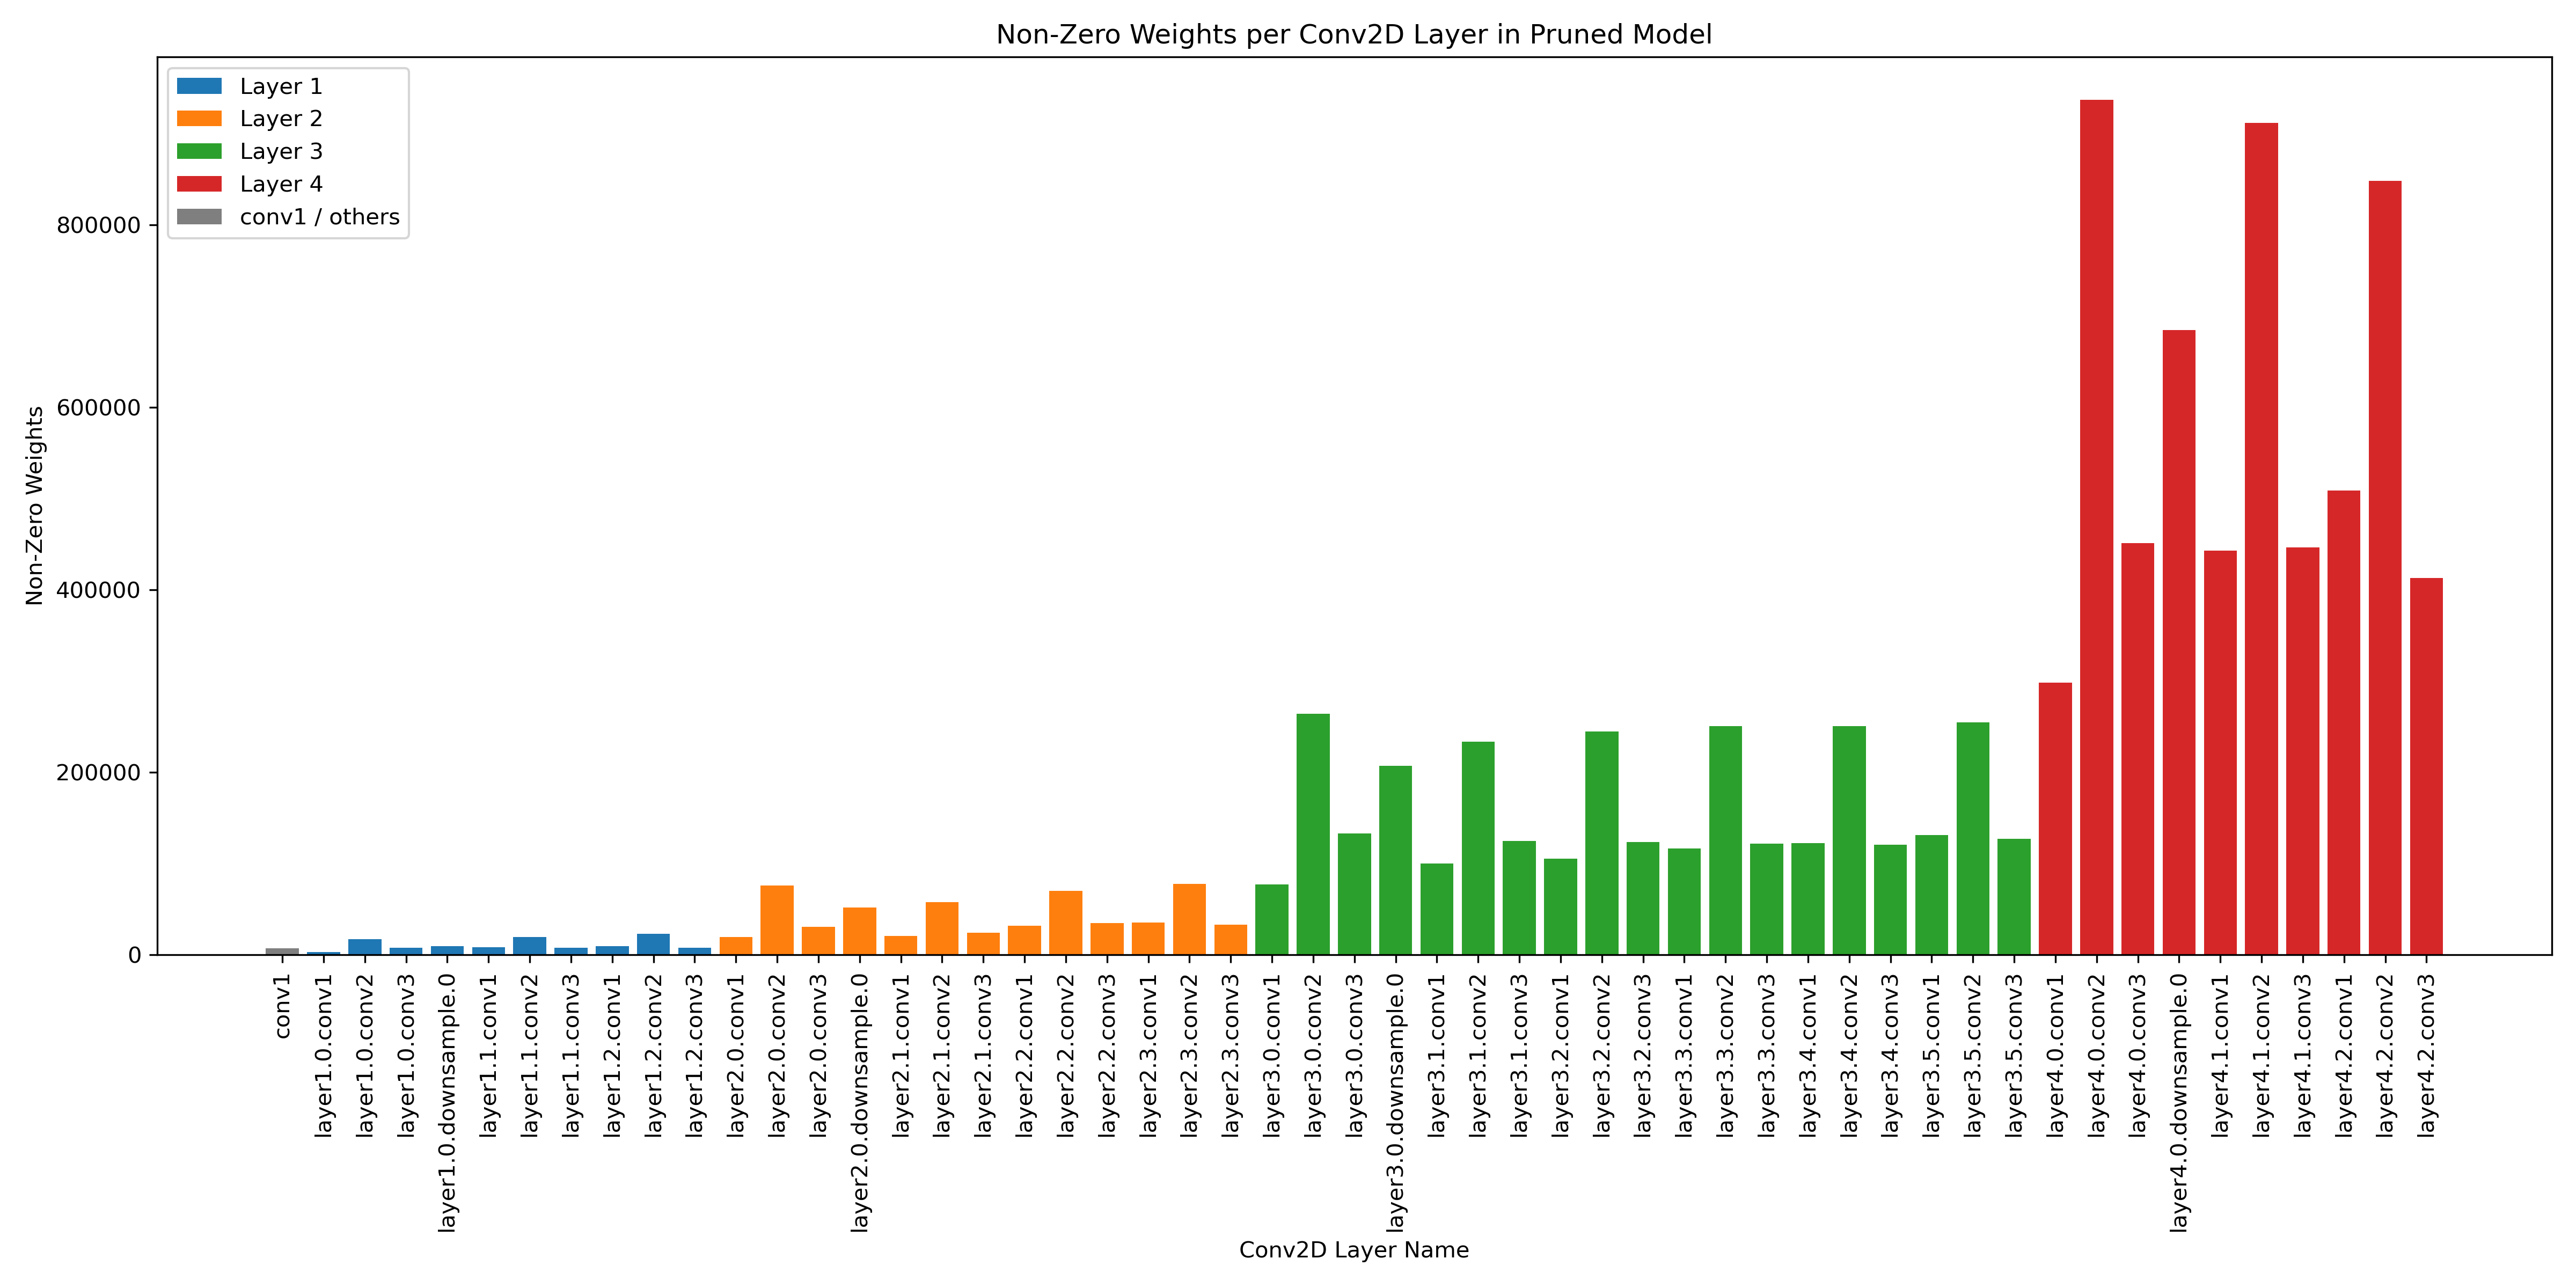 Non-Zero Weights per Conv2D Layer in Pruned Model
Layer 1
Layer 2
Layer 3
Layer 4
conv1 / others
Non-Zero Weights
800000
600000
400000
200000
0
conv1
layer1.0.conv1
layer1.0.conv2
layer1.0.conv3
layer1.0.downsample.0
layer1.1.conv1
layer1.1.conv2
layer1.1.conv3
layer1.2.conv1
layer1.2.conv2
layer1.2.conv3
layer2.0.conv1
layer2.0.conv2
layer2.0.conv3
layer2.0.downsample.0
layer2.1.conv1
layer2.1.conv2
layer2.1.conv3
layer2.2.conv1
layer2.2.conv2
layer2.2.conv3
layer2.3.conv1
layer2.3.conv2
layer2.3.conv3
layer3.0.conv1
layer3.0.conv2
layer3.0.conv3
layer3.0.downsample.0
layer3.1.conv1
layer3.1.conv2
layer3.1.conv3
layer3.2.conv1
layer3.2.conv2
layer3.2.conv3
layer3.3.conv1
layer3.3.conv2
layer3.3.conv3
layer3.4.conv1
layer3.4.conv2
layer3.4.conv3
layer3.5.conv1
layer3.5.conv2
layer3.5.conv3
layer4.0.conv1
layer4.0.conv2
layer4.0.conv3
layer4.0.downsample.0
layer4.1.conv1
layer4.1.conv2
layer4.1.conv3
layer4.2.conv1
layer4.2.conv2
layer4.2.conv3
Conv2D Layer Name